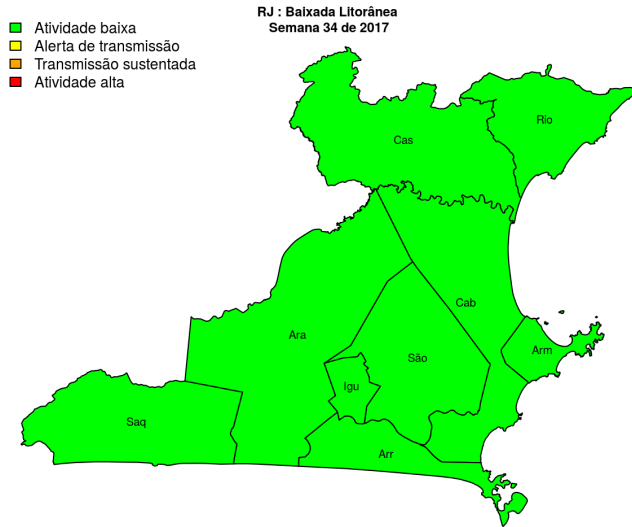 RJ : Baixada Litorânea
Semana 34 de 2017
Atividade baixa
Alerta de transmissão
Transmissão sustentada
Atividade alta
Rio
Cas
Cab
Ara
Arm
São
Igu
Saq
Arr